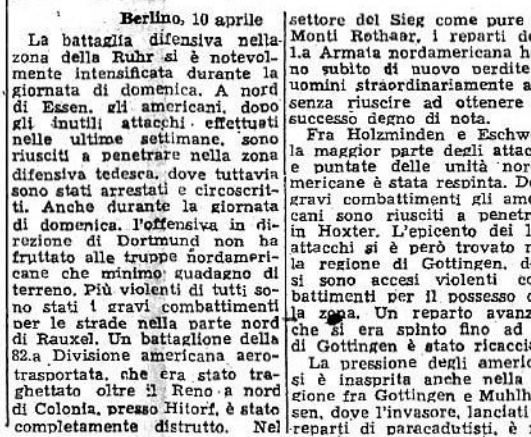 Berlino, 10 aprile
La battaglia difensiva nella
zona della Ruhr si è notevol-
mente intensificata durante la
giornata di domenica. A nord
di Essen, gli americani, dopo
gli inutili attacchi effettuati
nelle ultime settimane, sono
riusciti a penetrare nella zona
difensiva tedesca, dove tuttavia
sono stati arrestati e circoscrit-
ti. Anche durante la giornata
di domenica, l'offensiva in di-
rezione di Dortmund non ha
fruttato alle truppe nordameri-
cane che minimo guadagno di
terreno. Più violenti di tutti so-
no stati i gravi combattimenti
per le strade nella parte nord
di Rauxel. Un battaglione della
82.a Divisione americana aero-
trasportata, che era stato tra-
ghettato oltre il Reno a nord
di Colonia, presso Hitorf, è stato
completamente distrutto. Nel
settore del Sieg come pure
Monti Rothaar, i reparti de
1.a Armata nordamericana h
no subito di nuovo perdite
uomini straordinariamente a
senza riuscire ad ottenere
successo degno di nota.
Fra Holzminden e Eschw
la maggior parte degli attac
e puntate delle unità nor
mericane è stata respinta. D
gravi combattimenti gli ame
cani sono riusciti a penetr
in Hoxter. L'epicento dei l
attacchi si è però trovato n
la regione di Gottingen, d
si sono accesi violenti co
battimenti per il possesso d
la zona. Un reparto avanz
che si era spinto fino ad
di Gottingen è stato ricaccia
La pressione degli americ
si è inasprita anche nella
gione fra Gottingen e Muhlh
sen, dove l'invasore, lanciati
reparti di paracadutisti, è